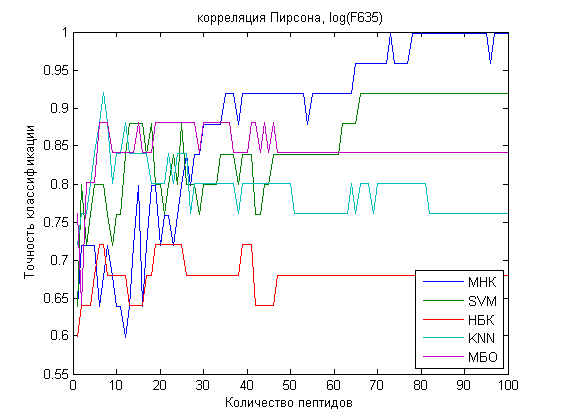 корреляция Пирсона, log(F635)
Точность классификации
1
0.95
0.9
0.85
0.8
0.75
0.7
0.65
0.6
0.55
0 10 20 30 40 50 60 70 80 90 100
Количество пептидов
МНК
SVM
НБК
KNN
МБО